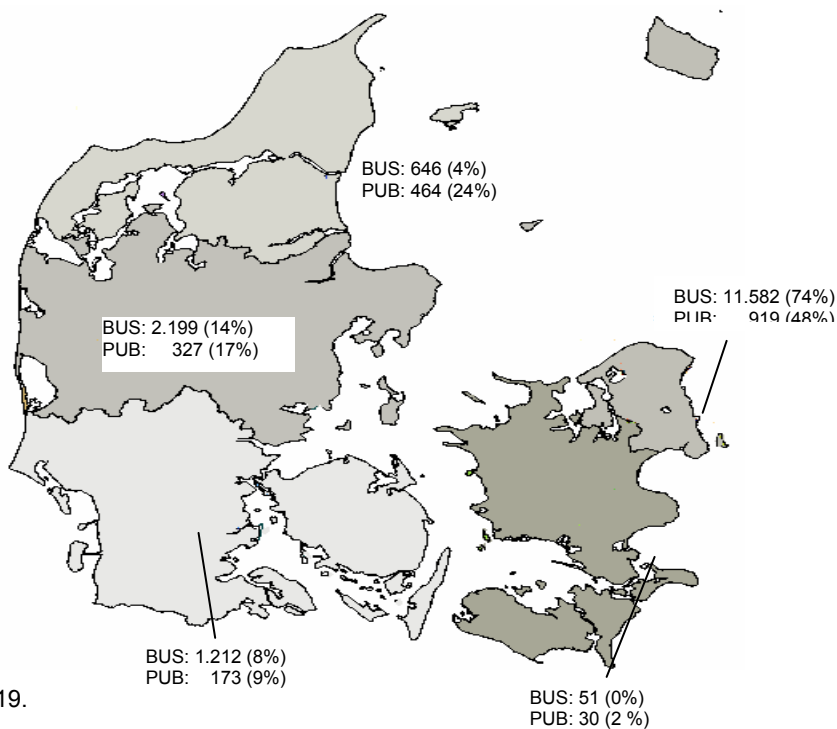 BUS: 646 (4%)
PUB: 464 (24%)
BUS: 11.582 (74%)
PUB: 919 (48%)
BUS: 2.199 (14%)
PUB: 327 (17%)
BUS: 1.212 (8%)
PUB: 173 (9%)
19.
BUS: 51 (0%)
PUB: 30 (2 %)